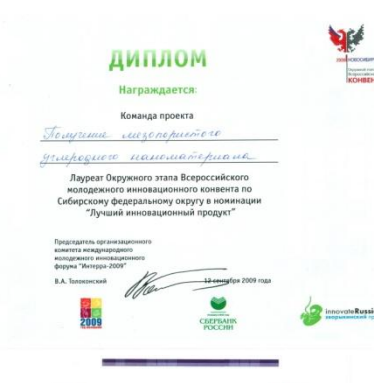 ДИПЛОМ
НОВОСИБИРСК
КОНВЕН
Награждается:
Команда проекта
Получение мезопористого
углеродного наноматериала
Лауреат Окружного этапа Всероссийского
молодежного инновационного конвента по
Сибирскому федеральному округу в номинации
"Лучший инновационный продукт"
Председатель организационного
комитета международного
молодежного инновационного
форума "Интерра-2009"
В.А. Толоконский
12 сентября 2009 года
2009
СБЕРБАНК
РОССИИ
innovateRussia